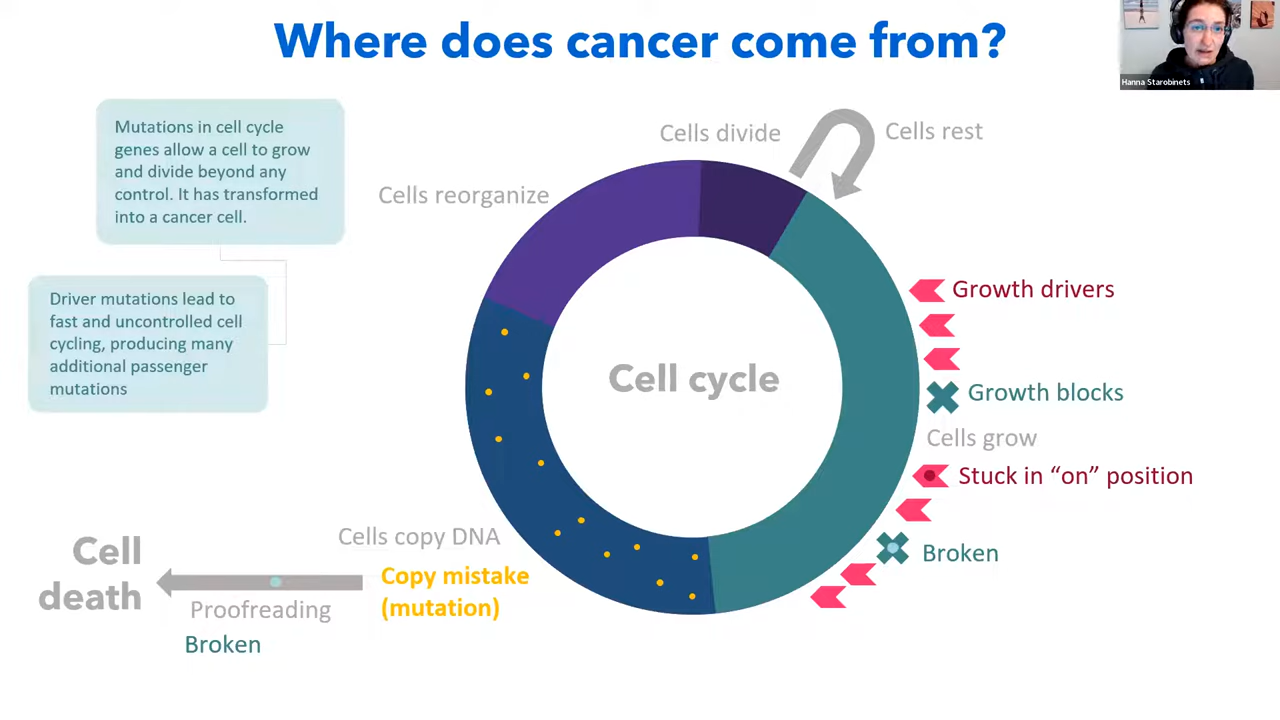 Where does cancer come from?
Hanna Starobinets
Mutations in cell cycle
genes allow a cell to grow
and divide beyond any
control. It has transformed
into a cancer cell.
Driver mutations lead to
fast and uncontrolled cell
cycling, producing many
additional passenger
mutations
Cells divide
Cells rest
Cells reorganize
Growth drivers
Cell cycle
Growth blocks
Cells grow
Stuck in “on” position
Broken
Cells copy DNA
Copy mistake
(mutation)
Cell
death
Proofreading
Broken